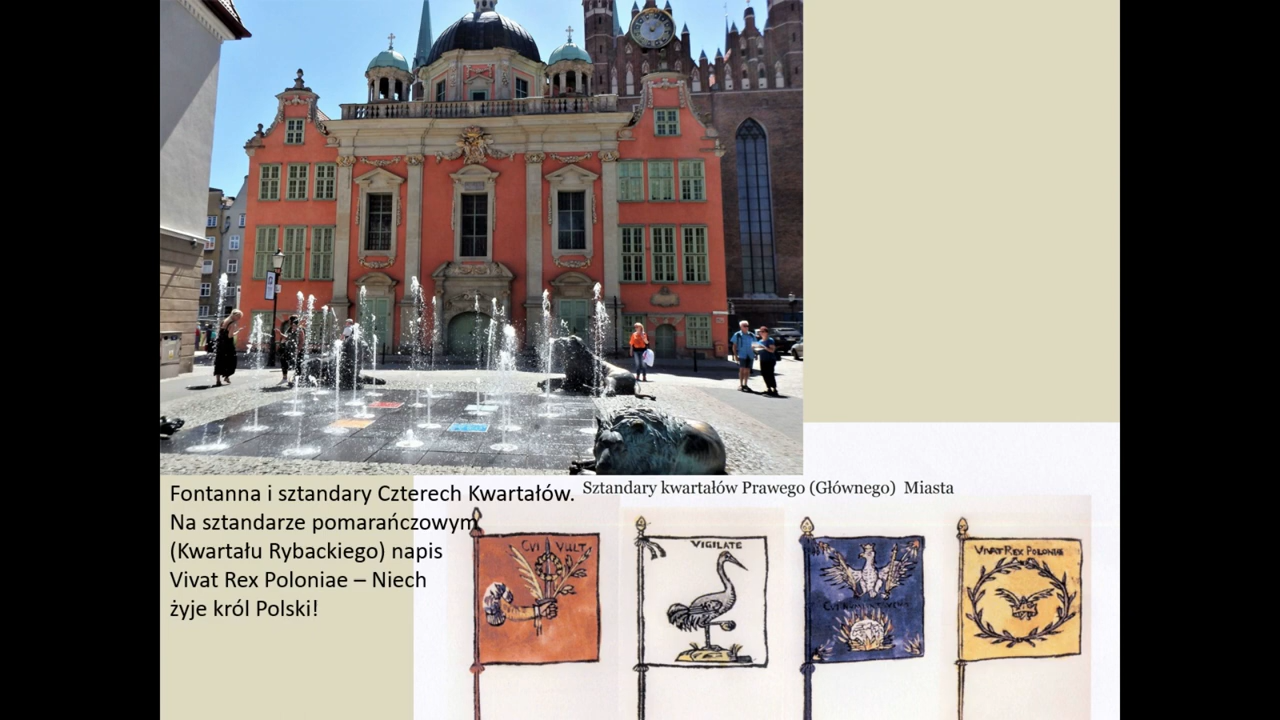 Fontanna i sztandary Czterech Kwartałów.
Na sztandarze pomarańczowym
(Kwartału Rybackiego) napis
Vivat Rex Poloniae – Niech
żyje król Polski!
Sztandary kwartałów Prawego (Głównego) Miasta
CVI VULT
VIGILATE
VIVAT REX POLONIAE